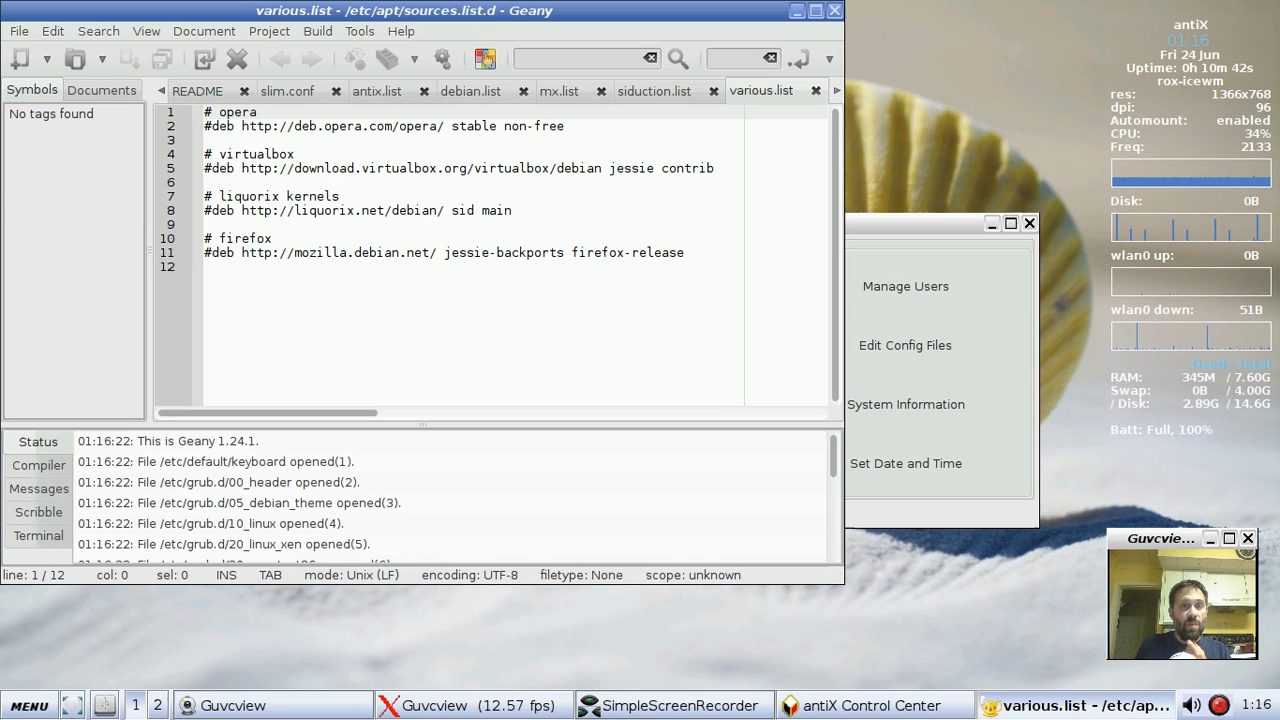 various.list - /etc/apt/sources.list.d - Geany
File Edit Search View Document Project Build Tools Help
Symbols Documents
README slim.conf antix.list debian.list mx.list siduction.list various.list
No tags found
1 # opera
2 #deb http://deb.opera.com/opera/ stable non-free
3
4 # virtualbox
5 #deb http://download.virtualbox.org/virtualbox/debian jessie contrib
6
7 # liquorix kernels
8 #deb http://liquorix.net/debian/ sid main
9
10 # firefox
11 #deb http://mozilla.debian.net/ jessie-backports firefox-release
12
Status
Compiler
Messages
Scribble
Terminal
01:16:22: This is Geany 1.24.1.
01:16:22: File /etc/default/keyboard opened(1).
01:16:22: File /etc/grub.d/00_header opened(2).
01:16:22: File /etc/grub.d/05_debian_theme opened(3).
01:16:22: File /etc/grub.d/10_linux opened(4).
01:16:22: File /etc/grub.d/20_linux_xen opened(5).
line: 1 / 12 col: 0 sel: 0 INS TAB mode: Unix (LF) encoding: UTF-8 filetype: None scope: unknown
Manage Users
Edit Config Files
System Information
Set Date and Time
antiX
01:16
Fri 24 Jun
Uptime: 0h 10m 42s
rox-icewm
res: 1366x768
dpi: 96
Automount: enabled
CPU: 34%
Freq: 2133
Disk: 0B
wlan0 up: 0B
wlan0 down: 51B
Used / Total
RAM: 345M / 7.60G
Swap: 0B / 4.00G
/ Disk: 2.89G / 14.6G
Batt: Full, 100%
Guvcvie...
MENU 1 2 Guvcview Guvcview (12.57 fps) SimpleScreenRecorder antiX Control Center various.list - /etc/ap... 1:16